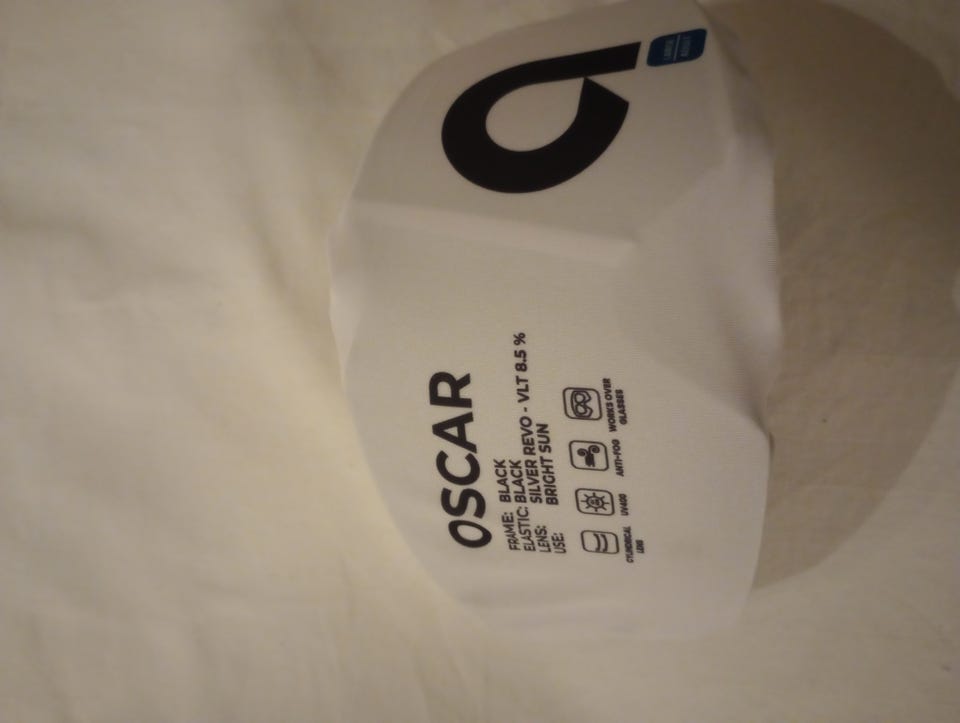 OSCAR
FRAME: BLACK
ELASTIC: BLACK
LENS: SILVER REVO - VLT 8.5 %
USE: BRIGHT SUN
CYLINDRICAL LENS
UV400
ANTI-FOG
WORKS OVER GLASSES